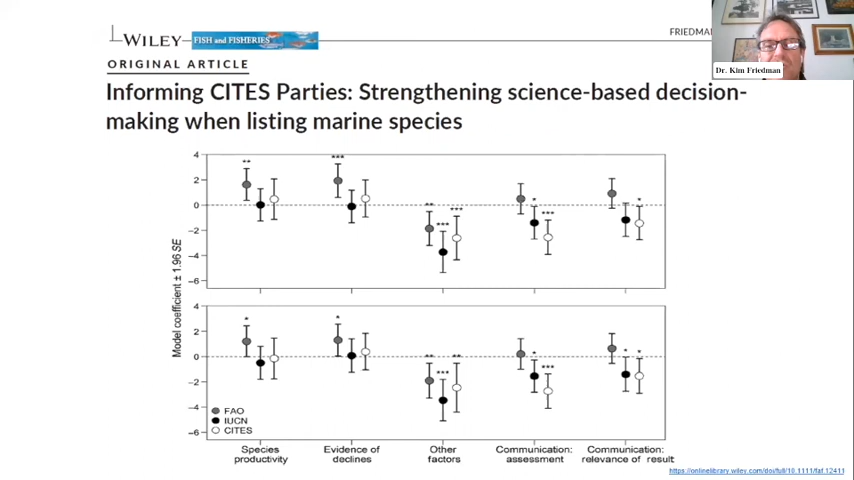 WILEY FISH and FISHERIES
FRIEDMAN
Dr. Kim Friedman
ORIGINAL ARTICLE
Informing CITES Parties: Strengthening science-based decision-
making when listing marine species
4
2
0
−2
−4
−6
** *** ** *** *** * *** *
4
2
0
−2
−4
−6
* * ** *** ** * *** * *
Model coefficient ± 1.96 SE
FAO
IUCN
CITES
Species
productivity
Evidence of
declines
Other
factors
Communication:
assessment
Communication:
relevance of result
https://onlinelibrary.wiley.com/doi/full/10.1111/faf.12411